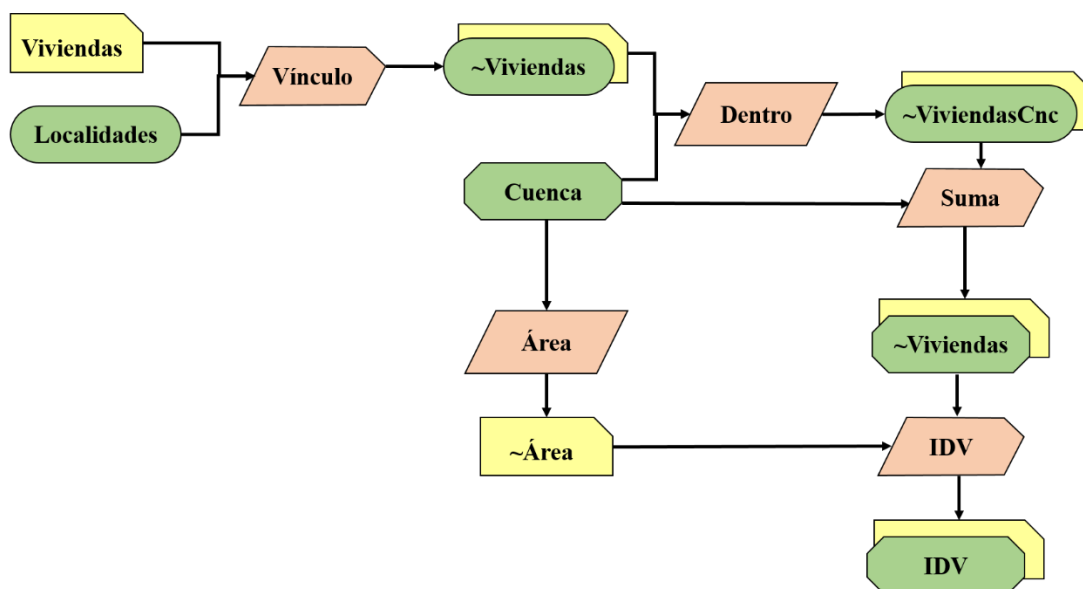 Viviendas
Vínculo
~Viviendas
Localidades
Dentro
~ViviendasCnc
Cuenca
Suma
Área
~Viviendas
~Área
IDV
IDV